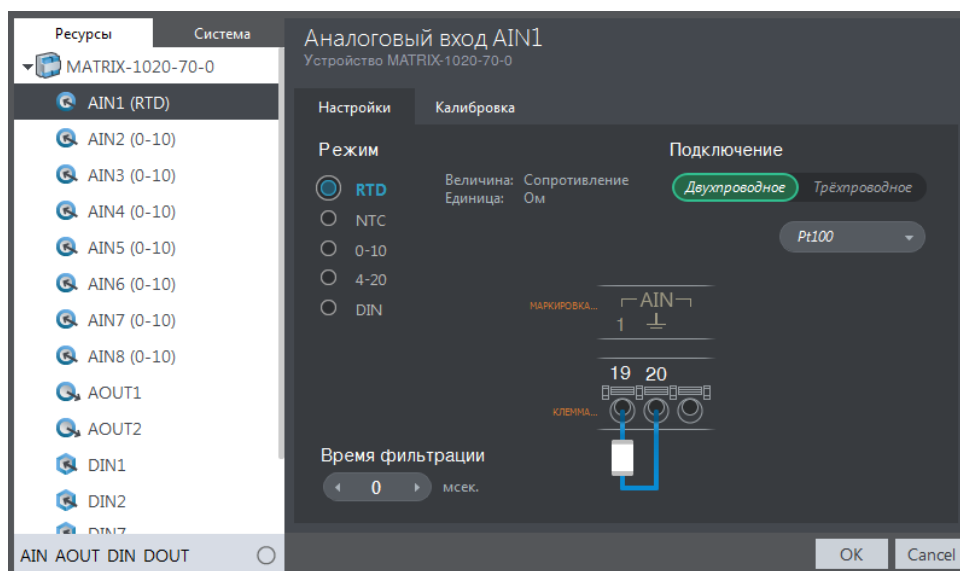 Ресурсы Система
MATRIX-1020-70-0
AIN1 (RTD)
AIN2 (0-10)
AIN3 (0-10)
AIN4 (0-10)
AIN5 (0-10)
AIN6 (0-10)
AIN7 (0-10)
AIN8 (0-10)
AOUT1
AOUT2
DIN1
DIN2
DIN7
AIN AOUT DIN DOUT
Аналоговый вход AIN1
Устройство MATRIX-1020-70-0
Настройки Калибровка
Режим
RTD
NTC
0-10
4-20
DIN
Величина: Сопротивление
Единица: Ом
Подключение
Двухпроводное Трёхпроводное
Pt100
МАРКИРОВКА...
AIN
1
19 20
КЛЕММА...
Время фильтрации
0 мсек.
OK Cancel